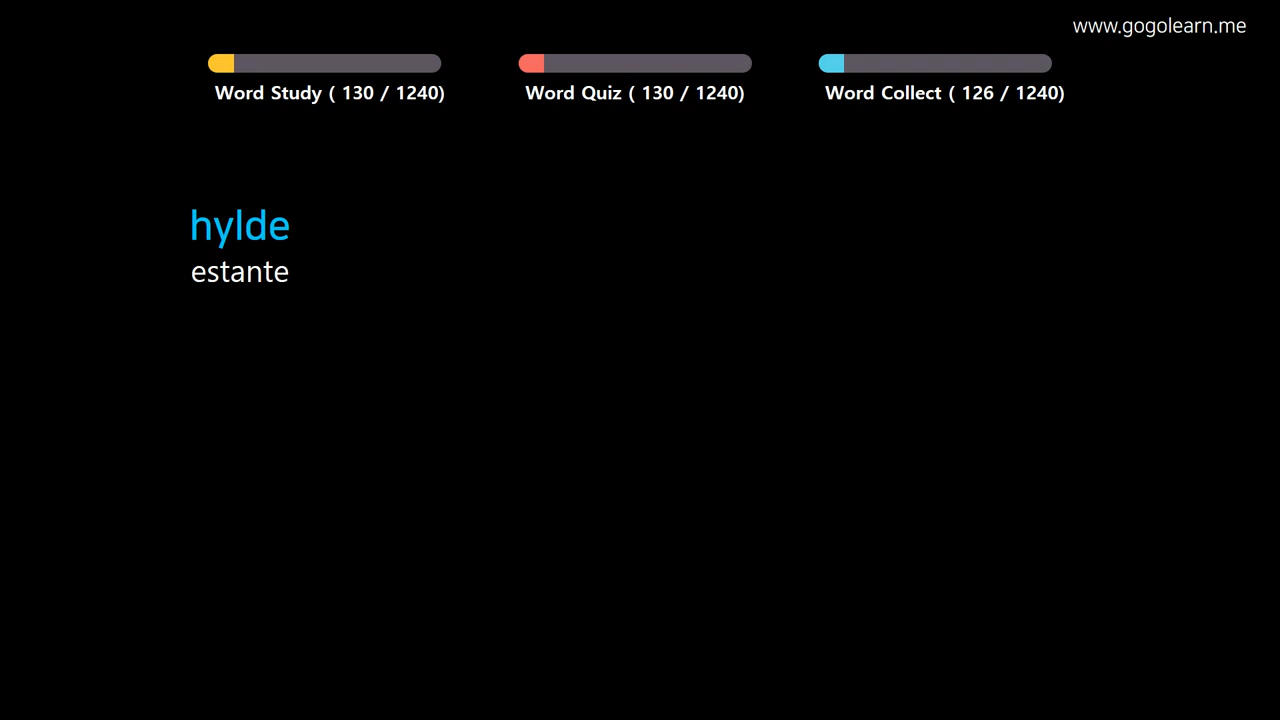 www.gogolearn.me
Word Study ( 130 / 1240)
Word Quiz ( 130 / 1240)
Word Collect ( 126 / 1240)
hylde
estante